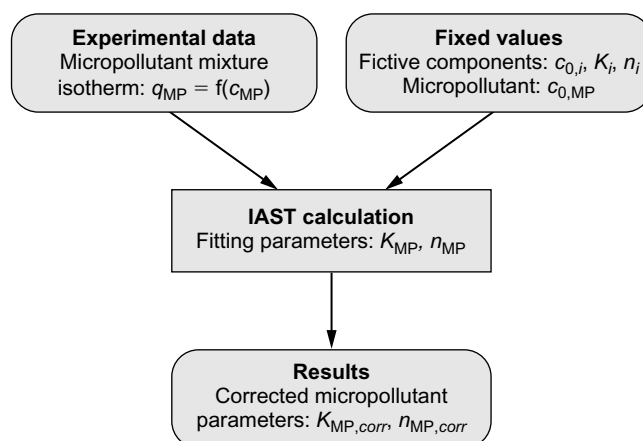 Experimental data
Micropollutant mixture
isotherm: q_MP = f(c_MP)
Fixed values
Fictive components: c_0,i, K_i, n_i
Micropollutant: c_0,MP
IAST calculation
Fitting parameters: K_MP, n_MP
Results
Corrected micropollutant
parameters: K_MP,corr, n_MP,corr